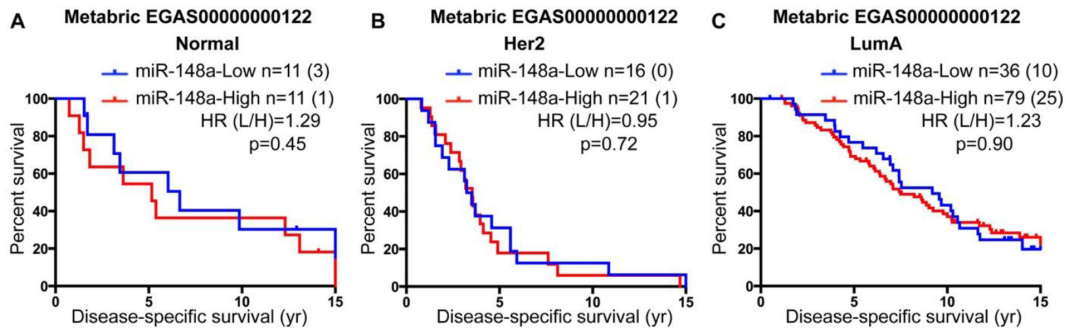 A
Metabric EGAS00000000122
Normal
miR-148a-Low n=11 (3)
miR-148a-High n=11 (1)
HR (L/H)=1.29
p=0.45
Percent survival
100
80
60
40
20
0
0 5 10 15
Disease-specific survival (yr)
B
Metabric EGAS00000000122
Her2
miR-148a-Low n=16 (0)
miR-148a-High n=21 (1)
HR (L/H)=0.95
p=0.72
Percent survival
100
80
60
40
20
0
0 5 10 15
Disease-specific survival (yr)
C
Metabric EGAS00000000122
LumA
miR-148a-Low n=36 (10)
miR-148a-High n=79 (25)
HR (L/H)=1.23
p=0.90
Percent survival
100
80
60
40
20
0
0 5 10 15
Disease-specific survival (yr)